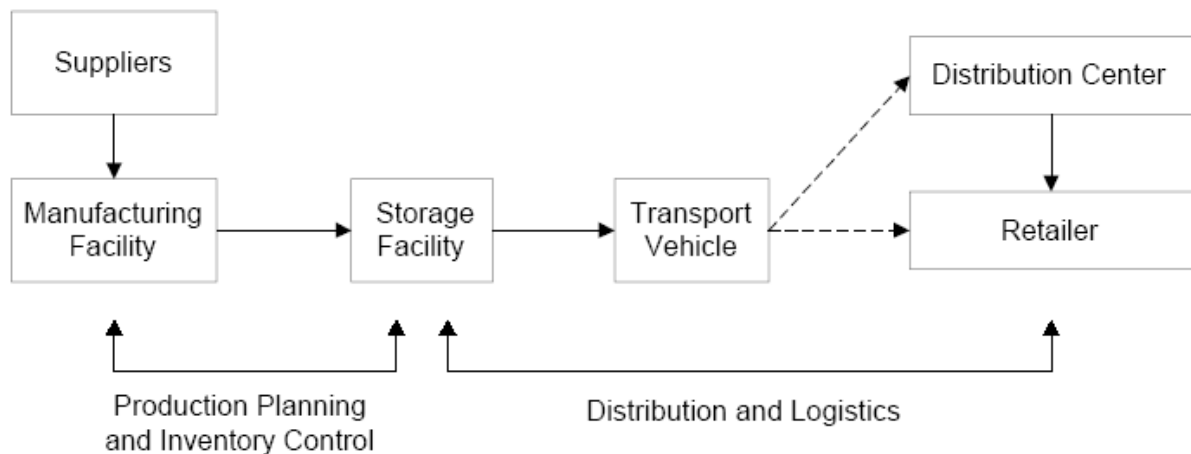 Suppliers
Distribution Center
Manufacturing
Facility
Storage
Facility
Transport
Vehicle
Retailer
Production Planning
and Inventory Control
Distribution and Logistics